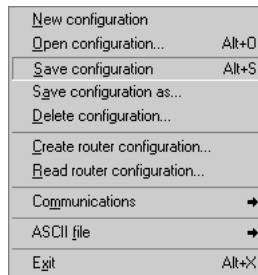 New configuration
Open configuration... Alt+O
Save configuration Alt+S
Save configuration as...
Delete configuration...
Create router configuration...
Read router configuration...
Communications
ASCII file
Exit Alt+X